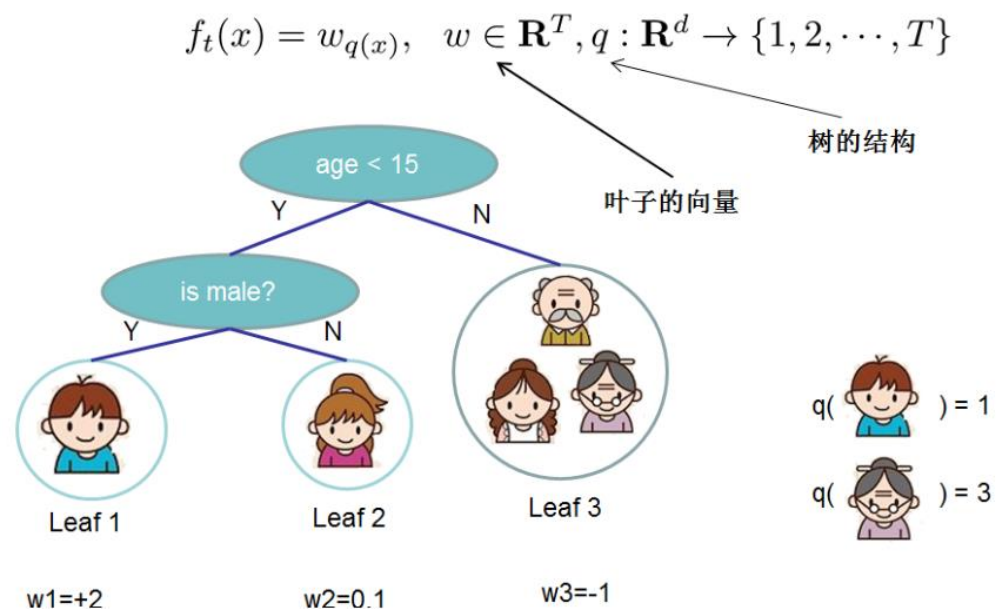 f_t(x) = w_{q(x)}, w ∈ R^T, q : R^d → {1, 2, ⋯, T}
树的结构
age < 15
叶子的向量
Y
N
is male?
Y
N
q( ) = 1
q( ) = 3
Leaf 1
Leaf 2
Leaf 3
w1=+2
w2=0.1
w3=-1